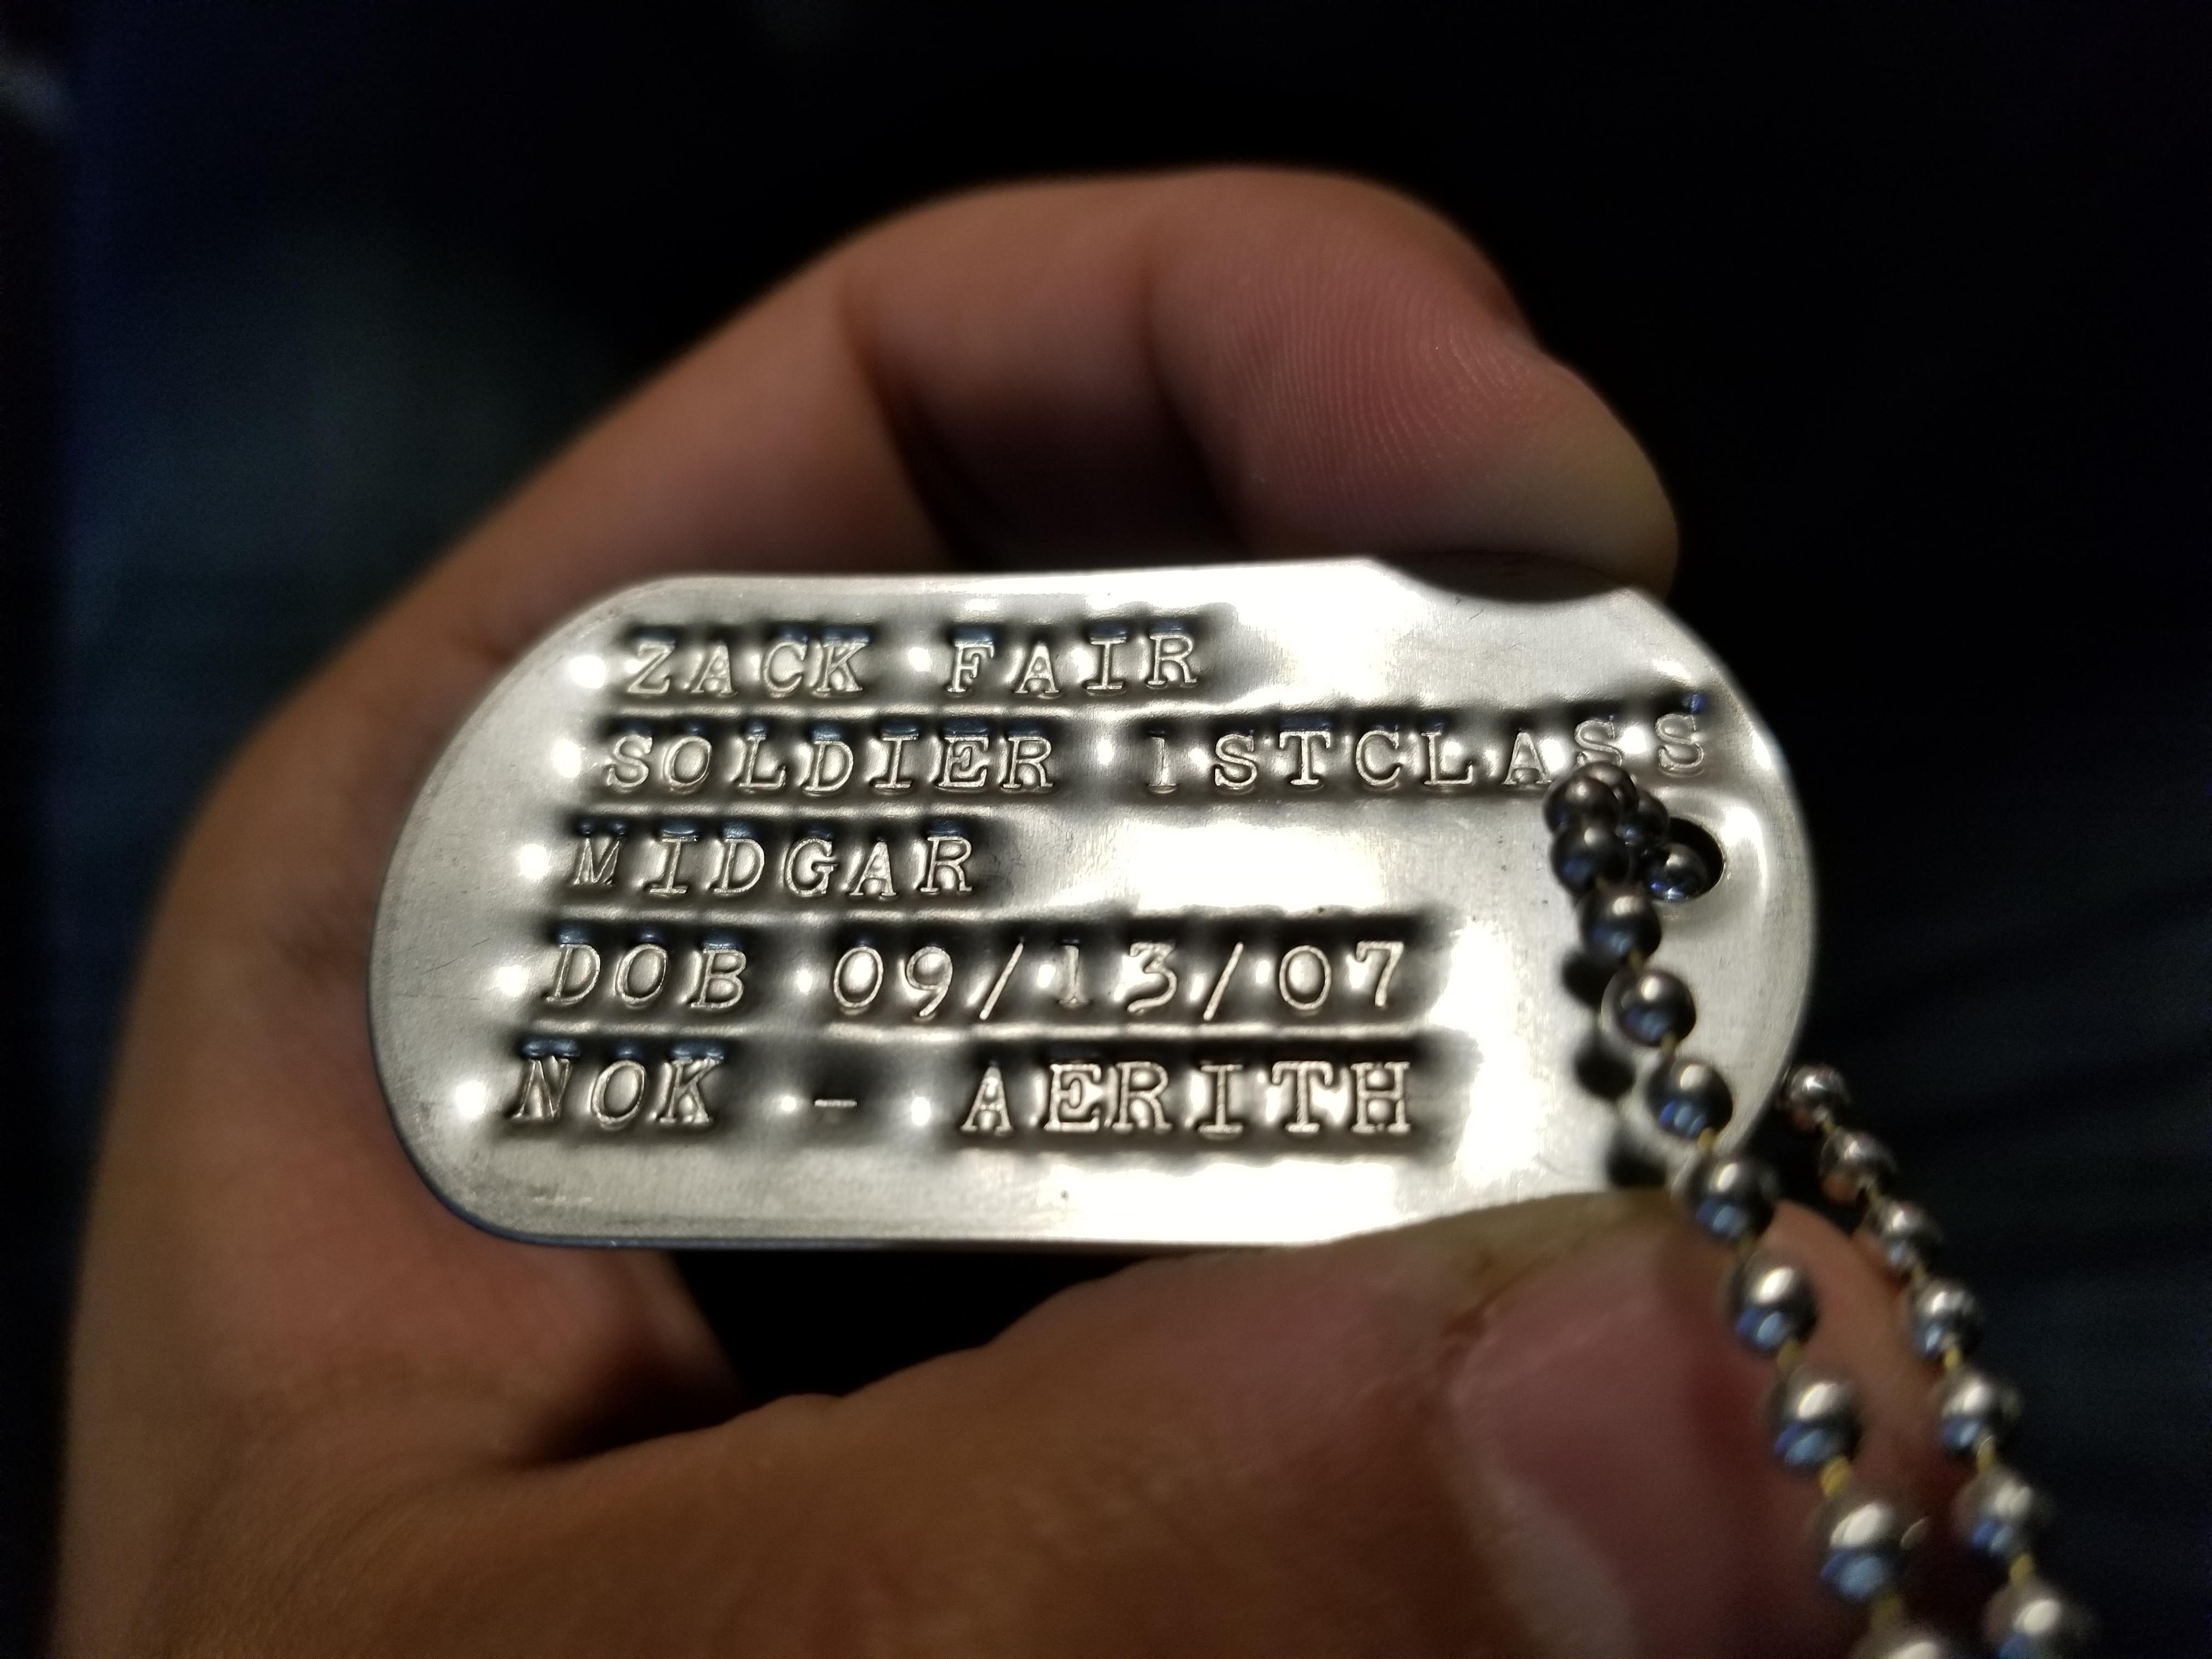 ZACK FAIR
SOLDIER 1STCLASS
MIDGAR
DOB 09/13/07
NOK - AERITH